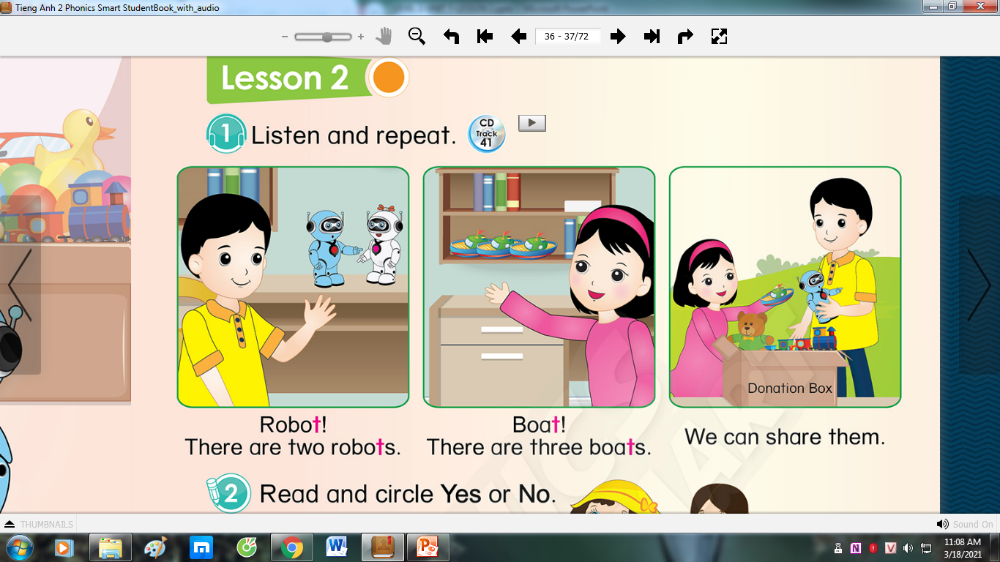 Tieng Anh 2 Phonics Smart StudentBook_with_audio
36 - 37/72
Lesson 2
1 Listen and repeat.
CD
Track
41
Donation Box
Robot!
There are two robots.
Boat!
There are three boats.
We can share them.
2 Read and circle Yes or No.
THUMBNAILS
Sound On
11:08 AM
3/18/2021